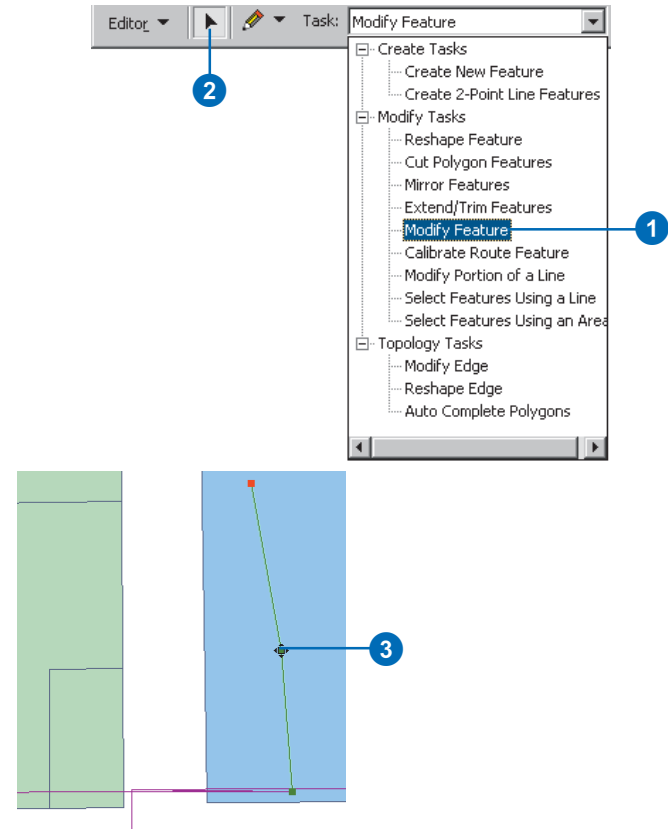 Editor Task: Modify Feature
2
Create Tasks
Create New Feature
Create 2-Point Line Features
Modify Tasks
Reshape Feature
Cut Polygon Features
Mirror Features
Extend/Trim Features
Modify Feature 1
Calibrate Route Feature
Modify Portion of a Line
Select Features Using a Line
Select Features Using an Area
Topology Tasks
Modify Edge
Reshape Edge
Auto Complete Polygons
3